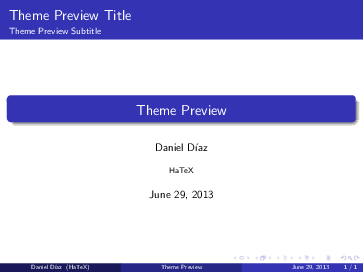 Theme Preview Title
Theme Preview Subtitle
Theme Preview
Daniel Díaz
HaTeX
June 29, 2013
Daniel Díaz (HaTeX) Theme Preview June 29, 2013 1 / 1